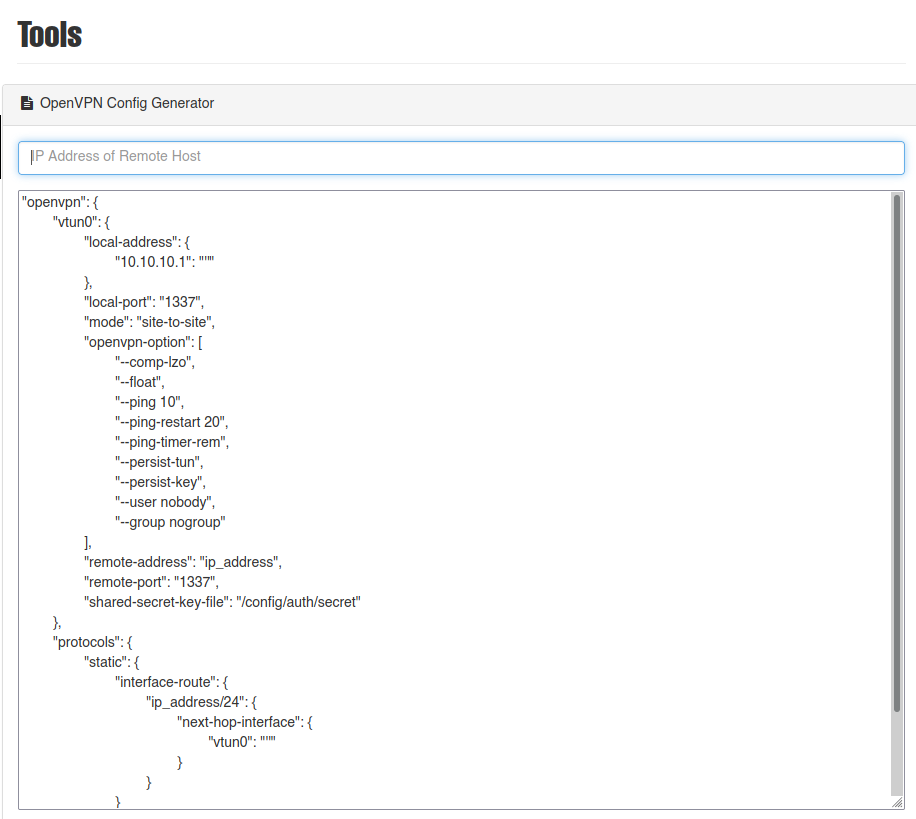 Tools
OpenVPN Config Generator
IP Address of Remote Host
"openvpn": {
"vtun0": {
"local-address": {
"10.10.10.1": "''"
},
"local-port": "1337",
"mode": "site-to-site",
"openvpn-option": [
"--comp-lzo",
"--float",
"--ping 10",
"--ping-restart 20",
"--ping-timer-rem",
"--persist-tun",
"--persist-key",
"--user nobody",
"--group nogroup"
],
"remote-address": "ip_address",
"remote-port": "1337",
"shared-secret-key-file": "/config/auth/secret"
},
"protocols": {
"static": {
"interface-route": {
"ip_address/24": {
"next-hop-interface": {
"vtun0": "''"
}
}
}